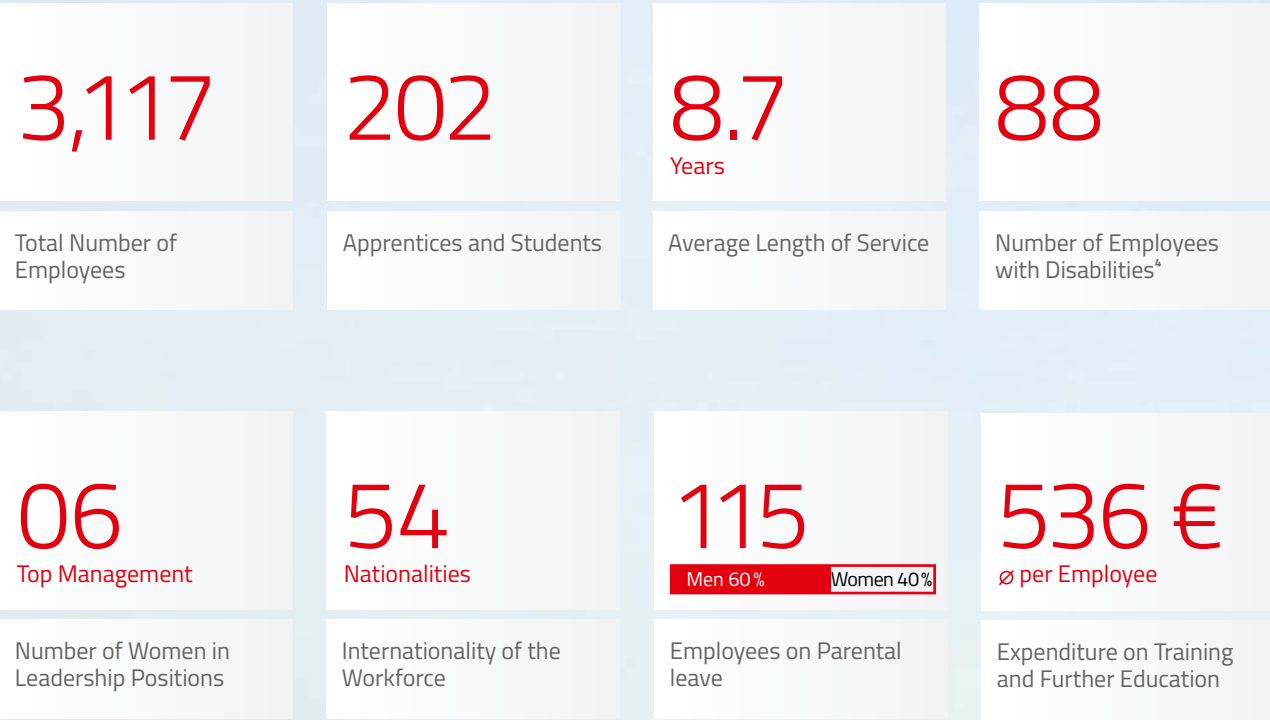 3,117
Total Number of
Employees
202
Apprentices and Students
8.7
Years
Average Length of Service
88
Number of Employees
with Disabilities⁴
06
Top Management
Number of Women in
Leadership Positions
54
Nationalities
Internationality of the
Workforce
115
Men 60 % Women 40 %
Employees on Parental
leave
536 €
⌀ per Employee
Expenditure on Training
and Further Education